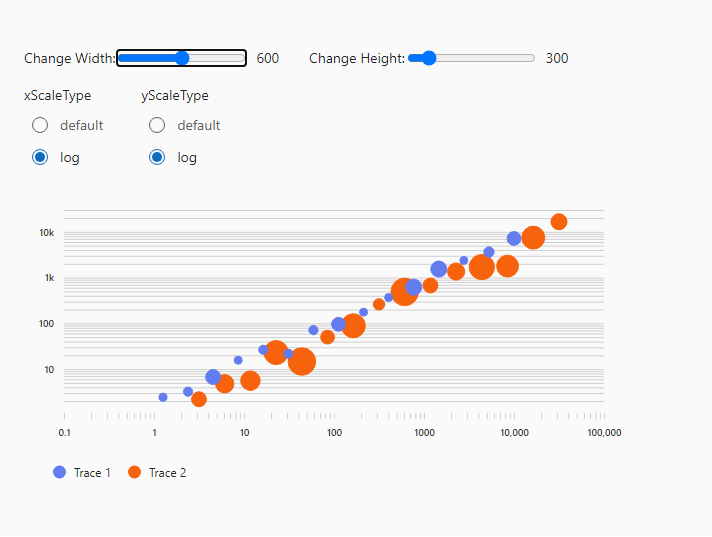 Change Width: 600 Change Height: 300
xScaleType yScaleType
default default
log log
10k
1k
100
10
0.1 1 10 100 1000 10,000 100,000
Trace 1 Trace 2